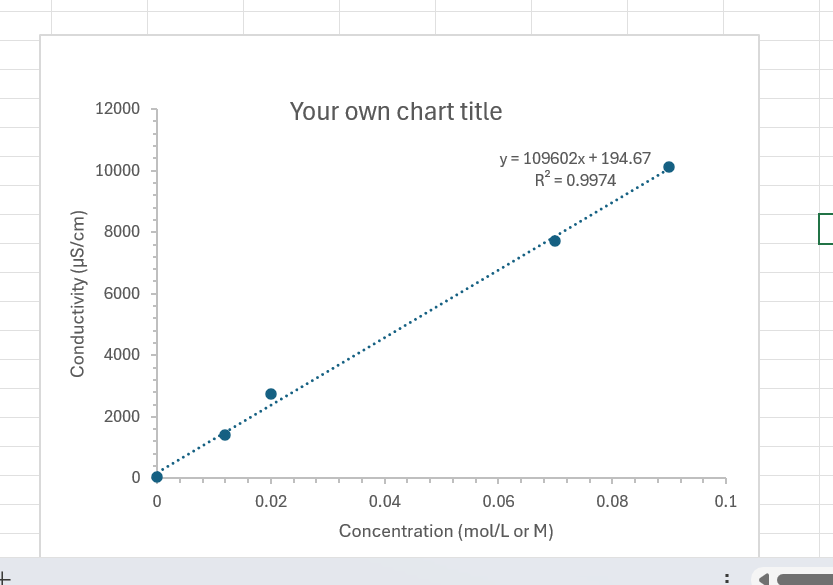 Your own chart title
12000
10000
8000
6000
4000
2000
0
y = 109602x + 194.67
R² = 0.9974
Conductivity (µS/cm)
0 0.02 0.04 0.06 0.08 0.1
Concentration (mol/L or M)